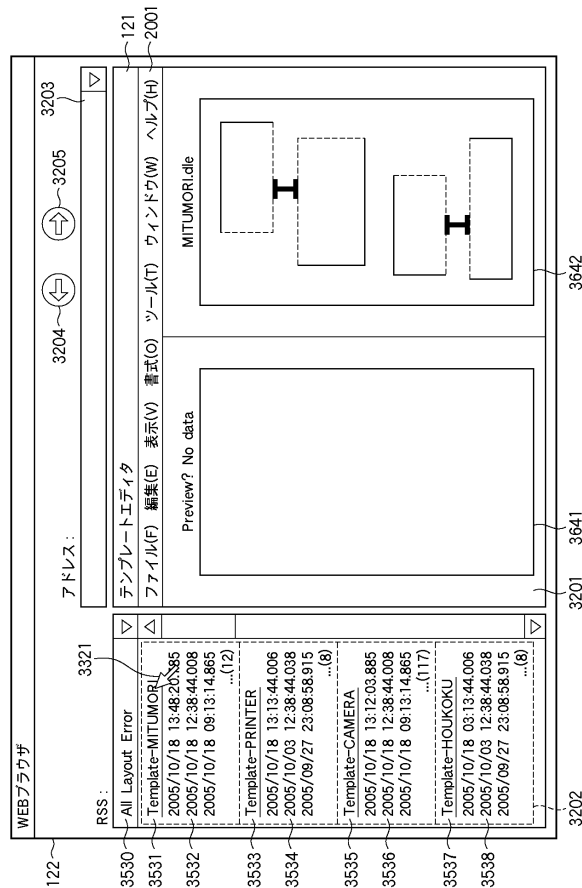 WEBブラウザ
122
3204
3205
3203
アドレス:
RSS:
3321
121
2001
3530 All Layout Error
3531 Template-MITUMORI
2005/10/18 13:48:20.385
3532 2005/10/18 12:38:44.008
2005/10/18 09:13:14.865
...(12)
3533 Template-PRINTER
2005/10/18 13:13:44.006
3534 2005/10/03 12:38:44.038
2005/09/27 23:08:58.915
...(8)
3535 Template-CAMERA
2005/10/18 13:12:03.885
3536 2005/10/18 12:38:44.008
2005/10/18 09:13:14.865
...(117)
3537 Template-HOUKOKU
2005/10/18 03:13:44.006
3538 2005/10/03 12:38:44.038
2005/09/27 23:08:58.915
...(8)
テンプレートエディタ
ファイル(F) 編集(E) 表示(V) 書式(O) ツール(T) ウィンドウ(W) ヘルプ(H)
Preview? No data
MITUMORI.dle
3202
3201
3641
3642